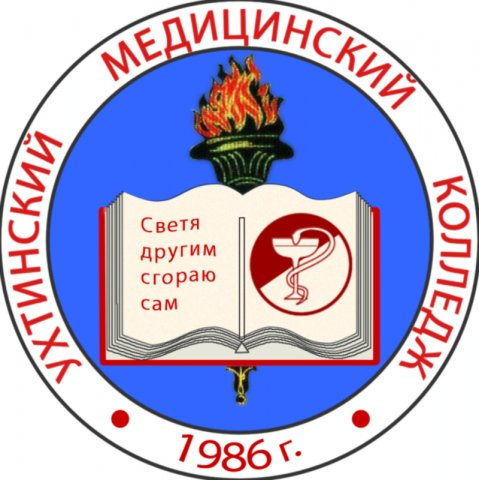 УХТИНСКИЙ МЕДИЦИНСКИЙ КОЛЛЕДЖ
Светя
другим
сгораю
сам
1986 г.